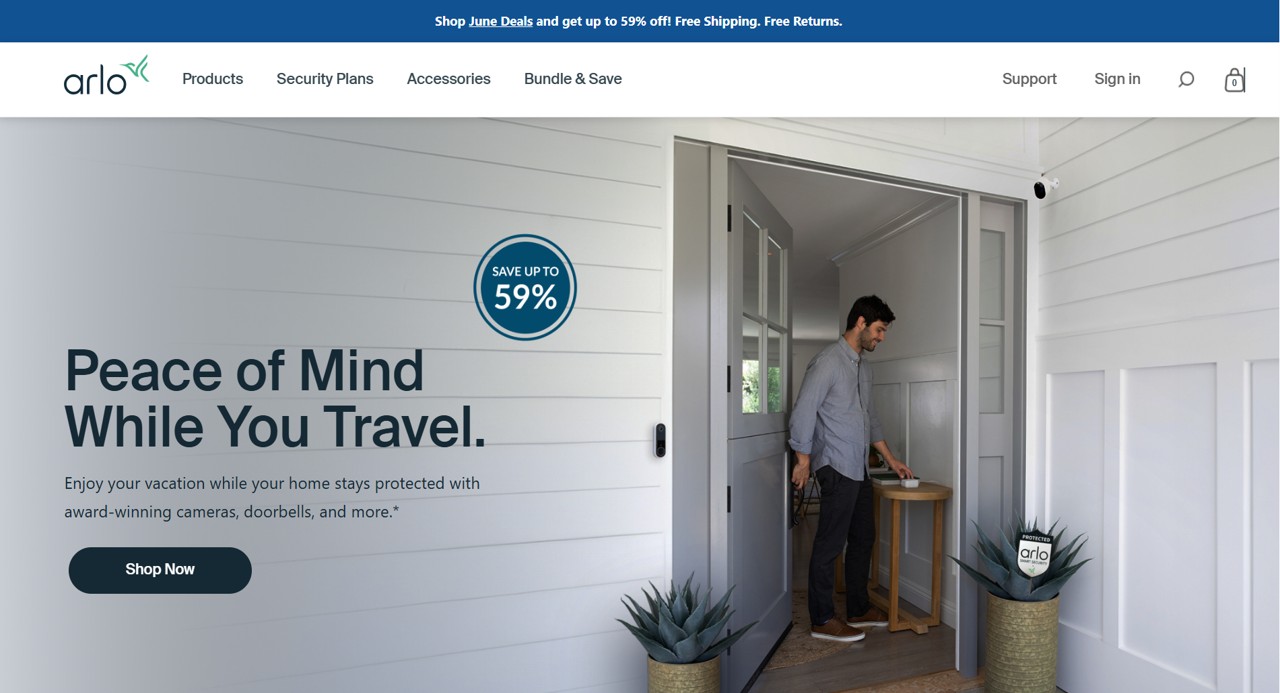 Shop June Deals and get up to 59% off! Free Shipping. Free Returns.
arlo
Products
Security Plans
Accessories
Bundle & Save
Support
Sign in
0
SAVE UP TO
59%
Peace of Mind
While You Travel.
Enjoy your vacation while your home stays protected with
award-winning cameras, doorbells, and more.*
Shop Now
PROTECTED
arlo
SMART SECURITY